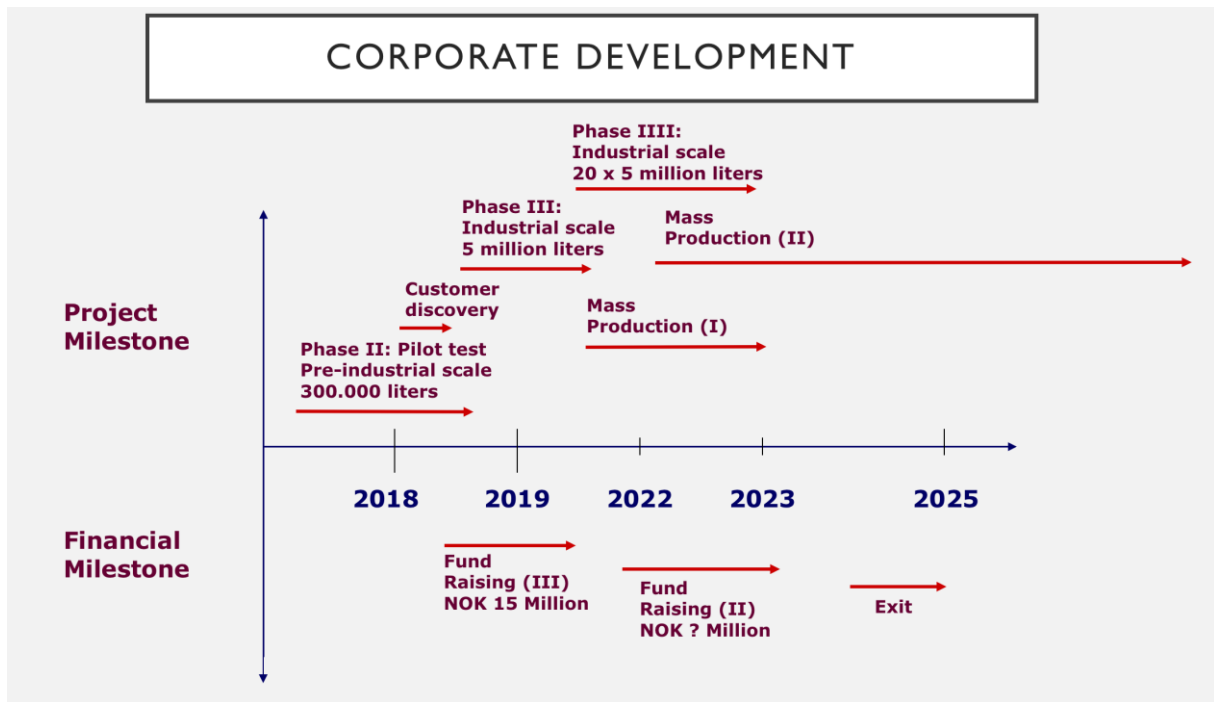 CORPORATE DEVELOPMENT
Phase IIII:
Industrial scale
20 x 5 million liters
Phase III:
Industrial scale
5 million liters
Mass
Production (II)
Customer
discovery
Mass
Production (I)
Project
Milestone
Phase II: Pilot test
Pre-industrial scale
300.000 liters
2018
2019
2022
2023
2025
Financial
Milestone
Fund
Raising (III)
NOK 15 Million
Fund
Raising (II)
NOK ? Million
Exit